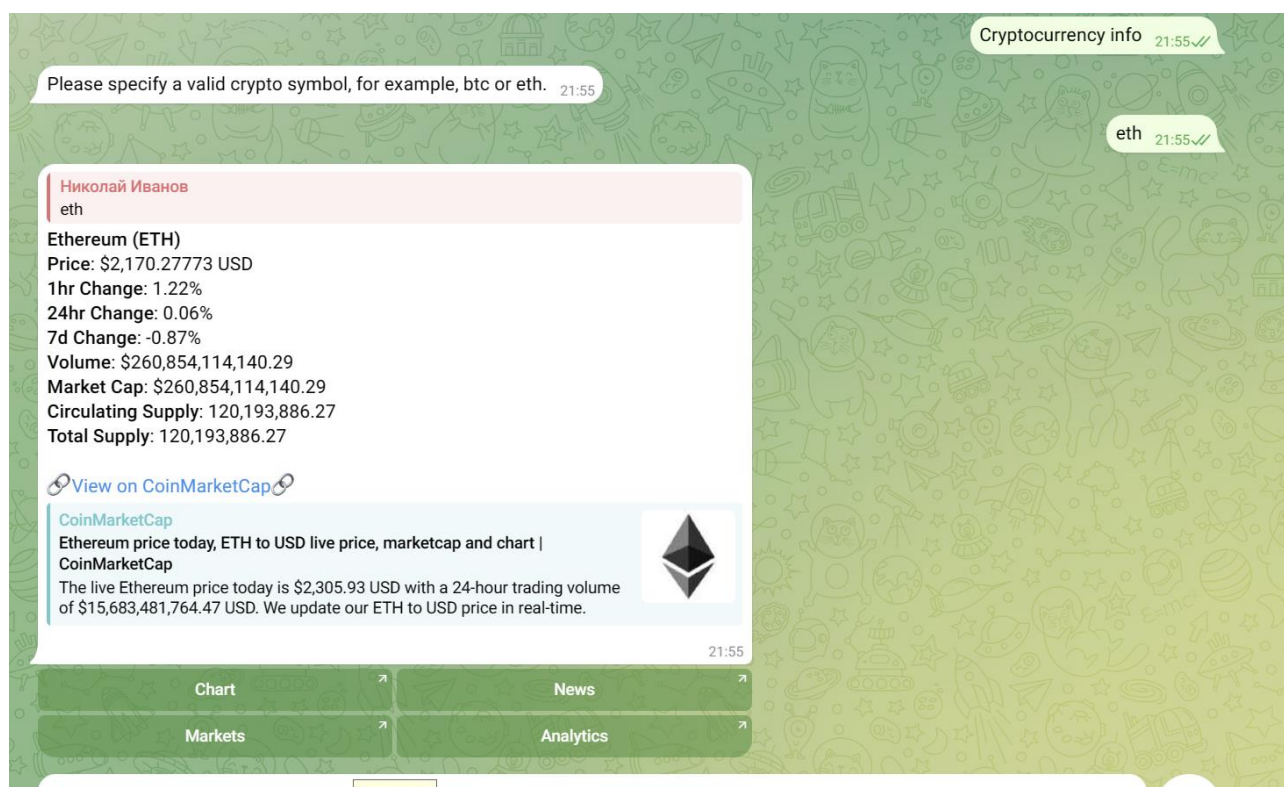 Cryptocurrency info 21:55
Please specify a valid crypto symbol, for example, btc or eth. 21:55
eth 21:55
Николай Иванов
eth
Ethereum (ETH)
Price: $2,170.27773 USD
1hr Change: 1.22%
24hr Change: 0.06%
7d Change: -0.87%
Volume: $260,854,114,140.29
Market Cap: $260,854,114,140.29
Circulating Supply: 120,193,886.27
Total Supply: 120,193,886.27
🔗View on CoinMarketCap🔗
CoinMarketCap
Ethereum price today, ETH to USD live price, marketcap and chart |
CoinMarketCap
The live Ethereum price today is $2,305.93 USD with a 24-hour trading volume
of $15,683,481,764.47 USD. We update our ETH to USD price in real-time.
21:55
Chart
News
Markets
Analytics